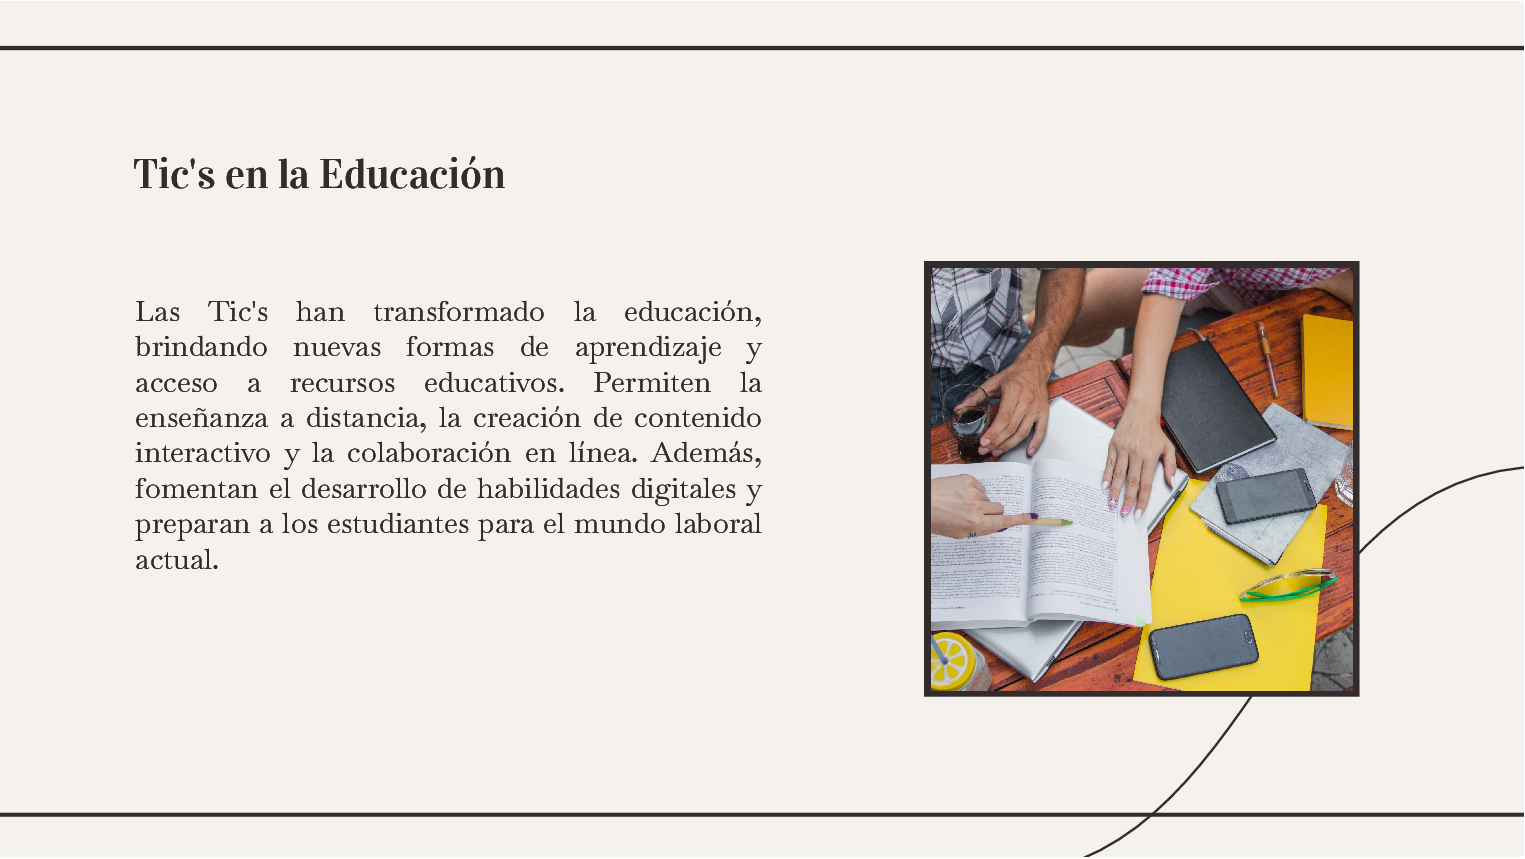 Tic's en la Educación
Las Tic's han transformado la educación,
brindando nuevas formas de aprendizaje y
acceso a recursos educativos. Permiten la
enseñanza a distancia, la creación de contenido
interactivo y la colaboración en línea. Además,
fomentan el desarrollo de habilidades digitales y
preparan a los estudiantes para el mundo laboral
actual.